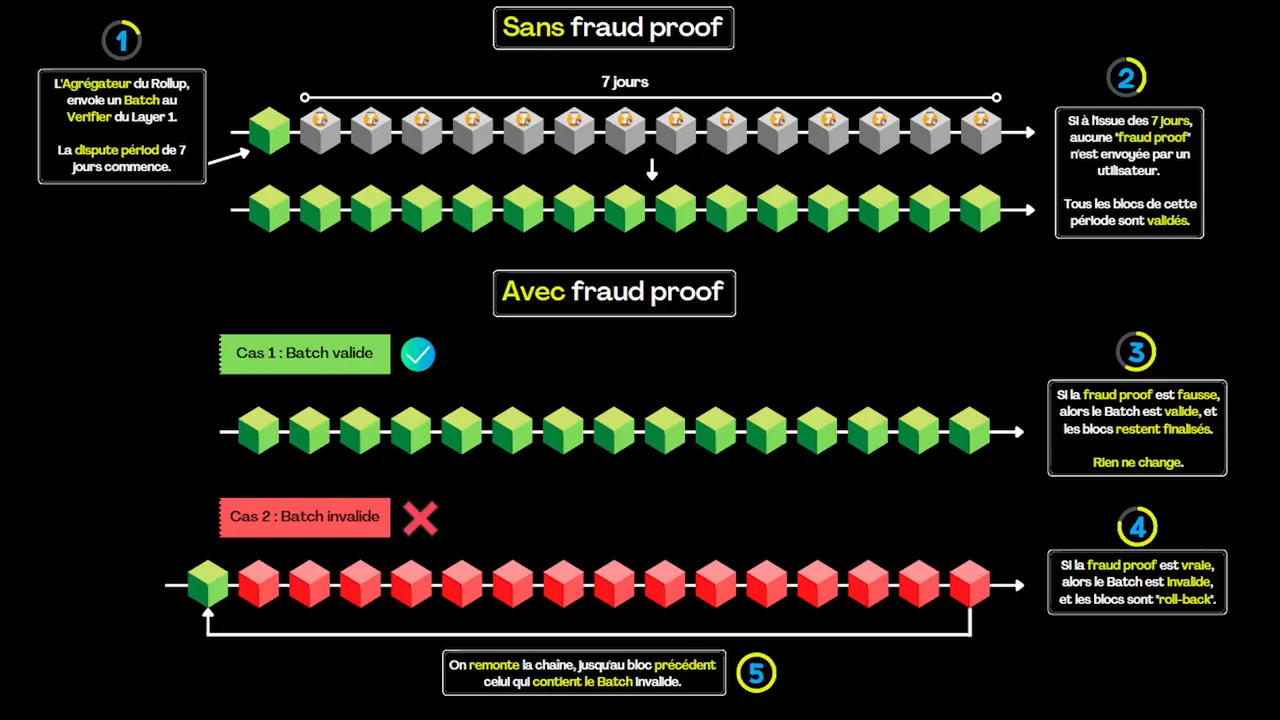 Sans fraud proof
1
L'Agrégateur du Rollup,
envoie un Batch au
Verifier du Layer 1.
La dispute périod de 7
jours commence.
7 jours
2
Si à l'issue des 7 jours,
aucune "fraud proof"
n'est envoyée par un
utilisateur.
Tous les blocs de cette
période sont validés.
Avec fraud proof
Cas 1 : Batch valide
3
Si la fraud proof est fausse,
alors le Batch est valide, et
les blocs restent finalisés.
Rien ne change.
Cas 2 : Batch invalide
4
Si la fraud proof est vraie,
alors le Batch est invalide,
et les blocs sont "roll-back".
On remonte la chaîne, jusqu'au bloc précédent
celui qui contient le Batch invalide.
5